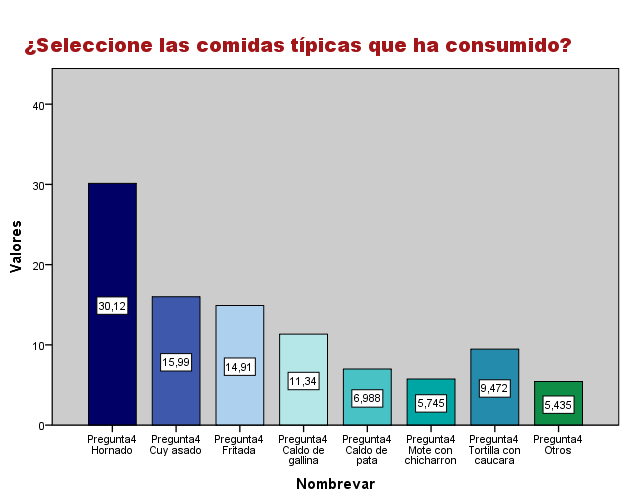 ¿Seleccione las comidas típicas que ha consumido?
Valores
40
30
20
10
0
30,12
15,99
14,91
11,34
6,988
5,745
9,472
5,435
Pregunta4
Hornado
Pregunta4
Cuy asado
Pregunta4
Fritada
Pregunta4
Caldo de
gallina
Pregunta4
Caldo de
pata
Pregunta4
Mote con
chicharron
Pregunta4
Tortilla con
caucara
Pregunta4
Otros
Nombrevar